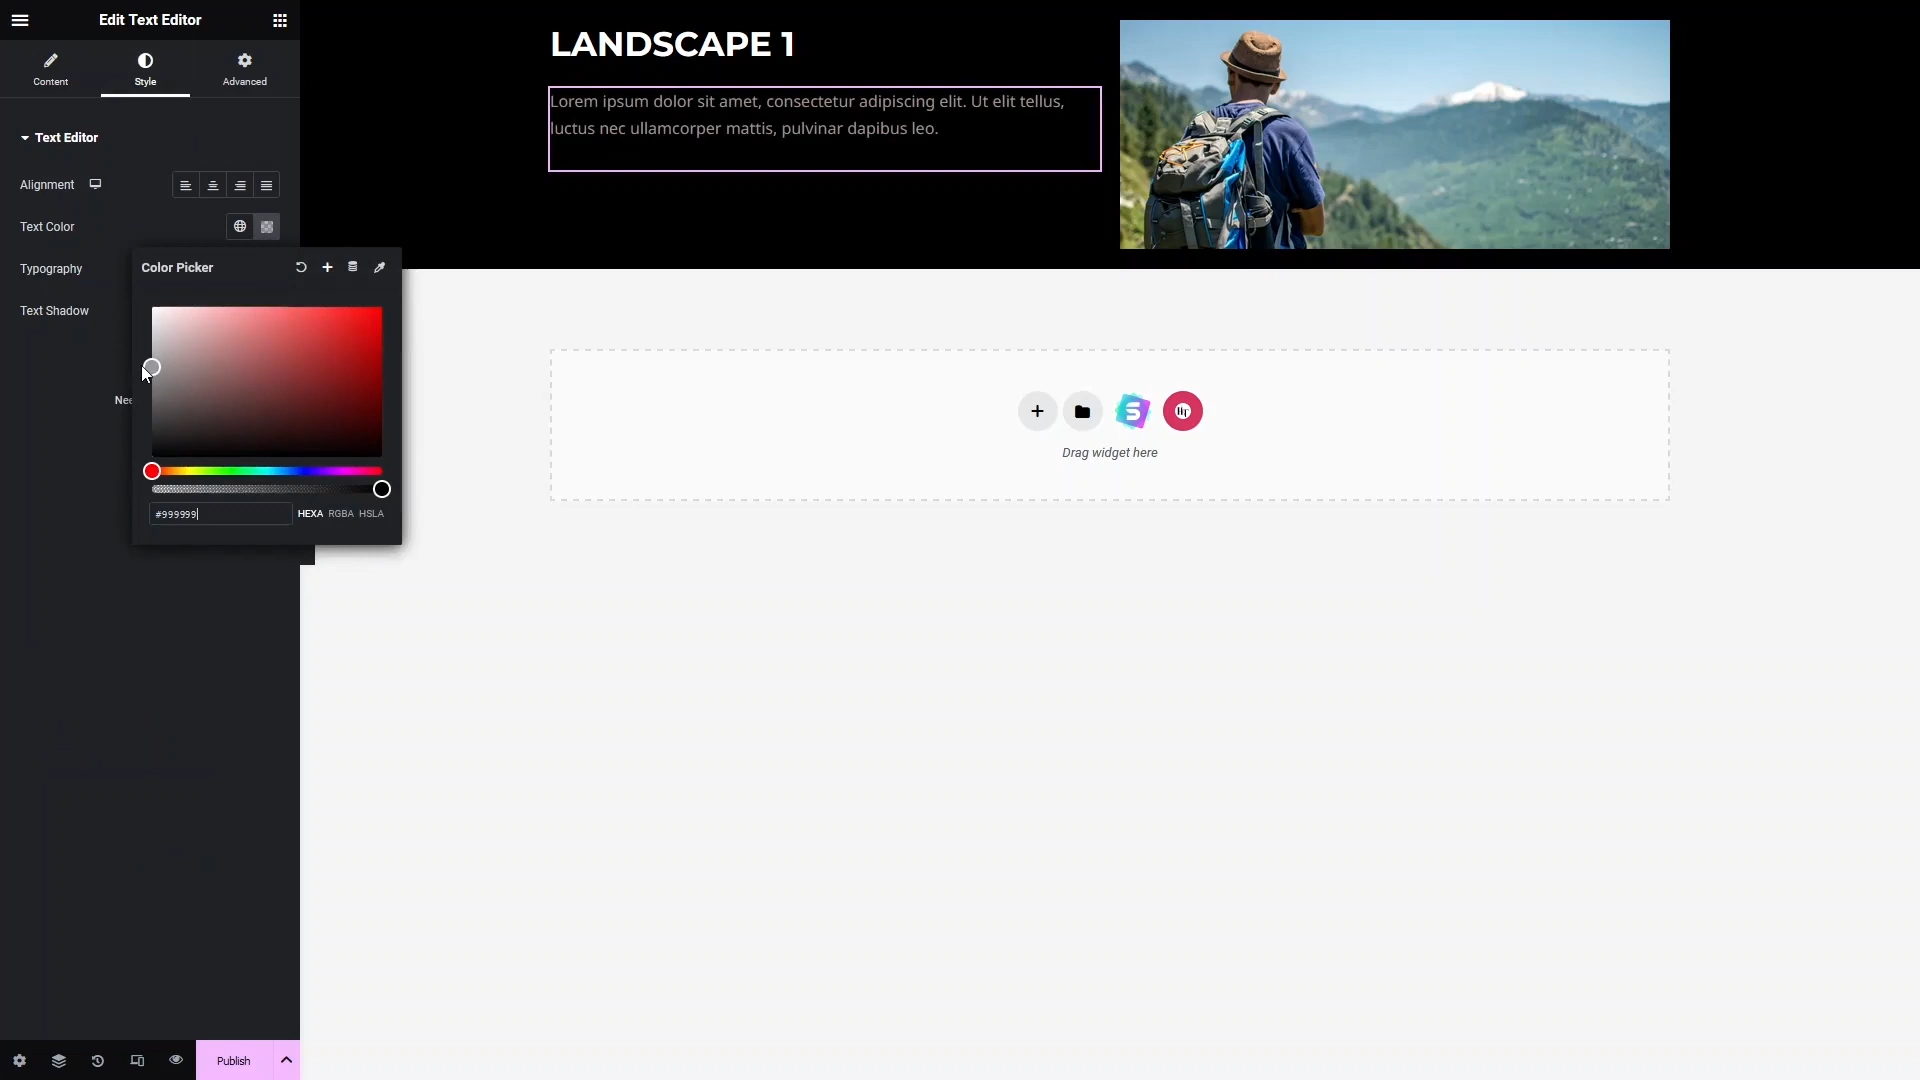 Edit Text Editor
Content
Style
Advanced
Text Editor
Alignment
Text Color
Typography
Text Shadow
Color Picker
Nee
#999999
HEXA RGBA HSLA
Publish
LANDSCAPE 1
Lorem ipsum dolor sit amet, consectetur adipiscing elit. Ut elit tellus,
luctus nec ullamcorper mattis, pulvinar dapibus leo.
Drag widget here